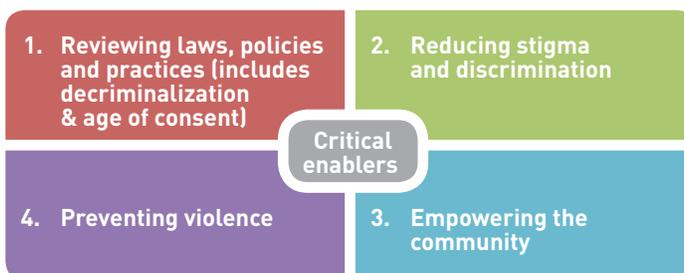 1. Reviewing laws, policies
and practices (includes
decriminalization
& age of consent)
2. Reducing stigma
and discrimination
Critical
enablers
4. Preventing violence
3. Empowering the
community